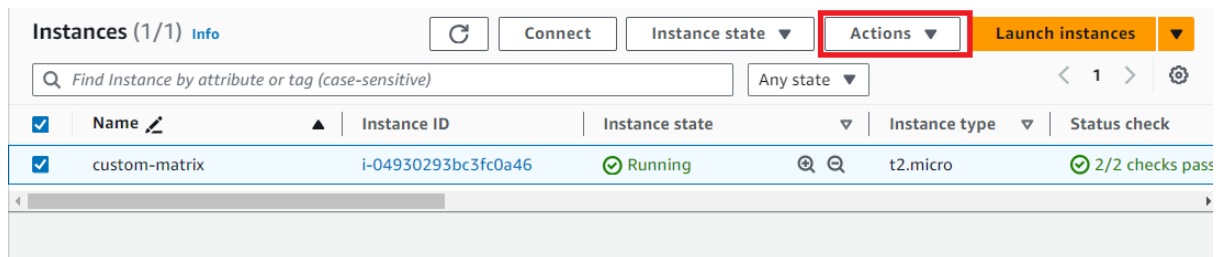 Instances (1/1) Info Connect Instance state Actions Launch instances
Find Instance by attribute or tag (case-sensitive) Any state 1
Name Instance ID Instance state Instance type Status check
custom-matrix i-04930293bc3fc0a46 Running t2.micro 2/2 checks pass